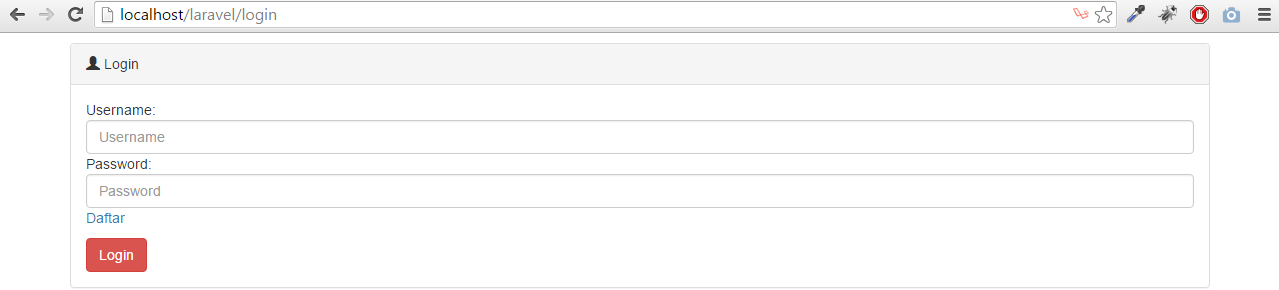 localhost/laravel/login
Login
Username:
Username
Password:
Password
Daftar
Login